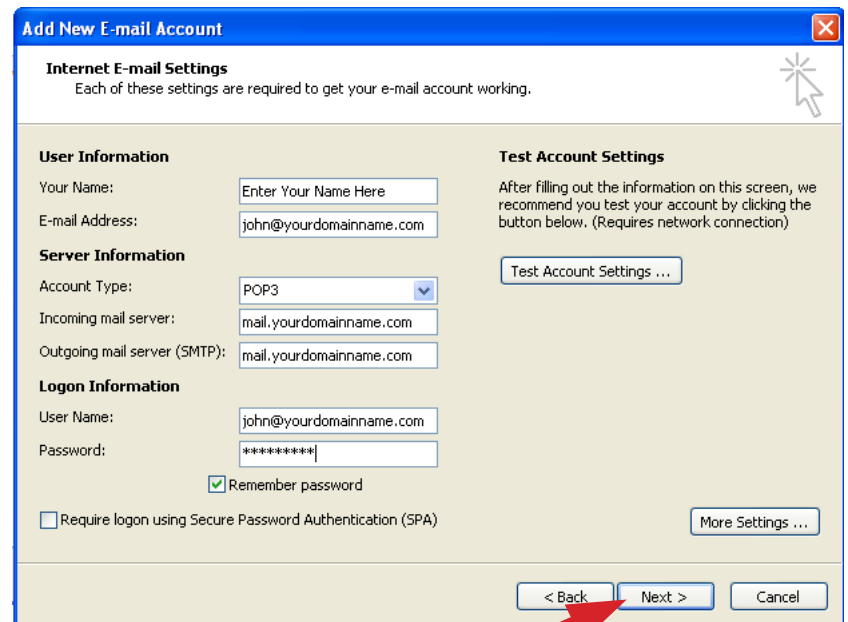 Add New E-mail Account
Internet E-mail Settings
Each of these settings are required to get your e-mail account working.
User Information
Your Name:
Enter Your Name Here
E-mail Address:
john@yourdomainname.com
Server Information
Account Type:
POP3
Incoming mail server:
mail.yourdomainname.com
Outgoing mail server (SMTP):
mail.yourdomainname.com
Logon Information
User Name:
john@yourdomainname.com
Password:
*********
Remember password
Require logon using Secure Password Authentication (SPA)
Test Account Settings
After filling out the information on this screen, we
recommend you test your account by clicking the
button below. (Requires network connection)
Test Account Settings ...
More Settings ...
< Back
Next >
Cancel